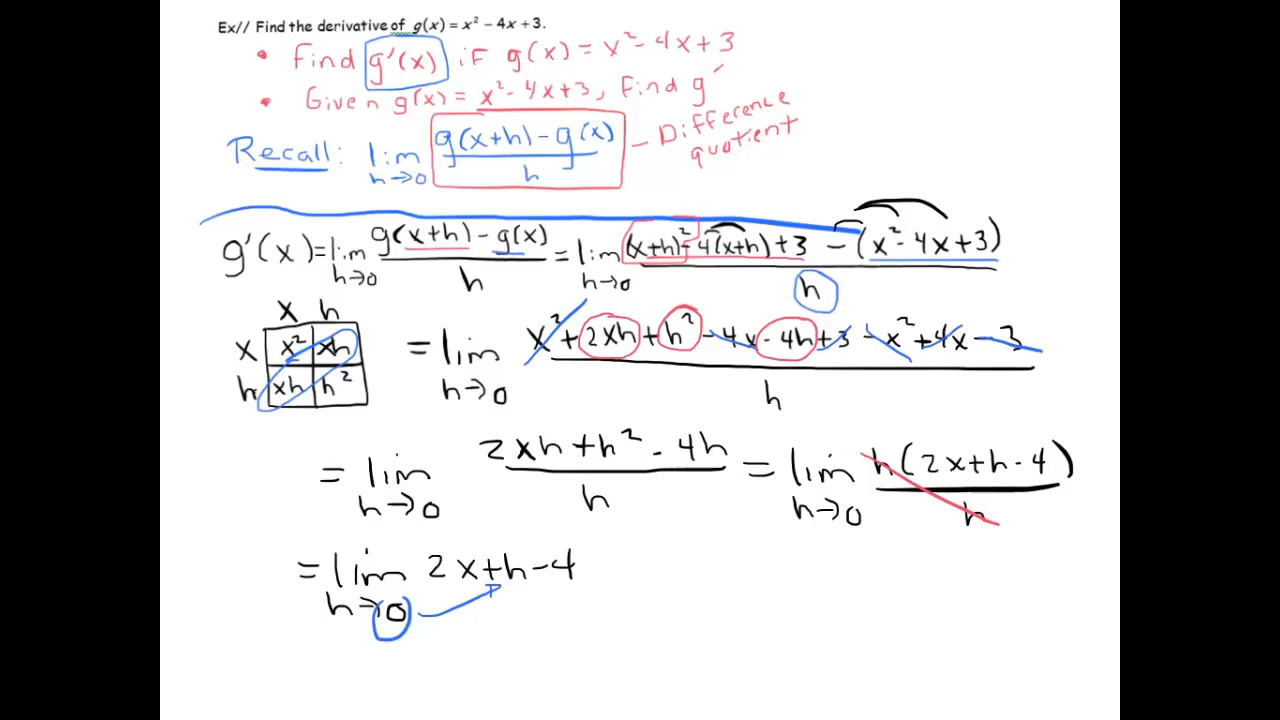 Ex// Find the derivative of g(x) = x² – 4x + 3.
• Find g'(x) if g(x) = x² - 4x + 3
• Given g(x) = x² - 4x + 3, Find g'
Recall: lim h→0 (g(x+h) - g(x))/h — Difference quotient
g'(x) = lim h→0 (g(x+h) - g(x))/h = lim h→0 ((x+h)² - 4(x+h) + 3 - (x² - 4x + 3))/h
x h
x x² xh
h xh h²
= lim h→0 (x² + 2xh + h² - 4x - 4h + 3 - x² + 4x - 3)/h
= lim h→0 (2xh + h² - 4h)/h = lim h→0 h(2x + h - 4)/h
= lim h→0 2x + h - 4